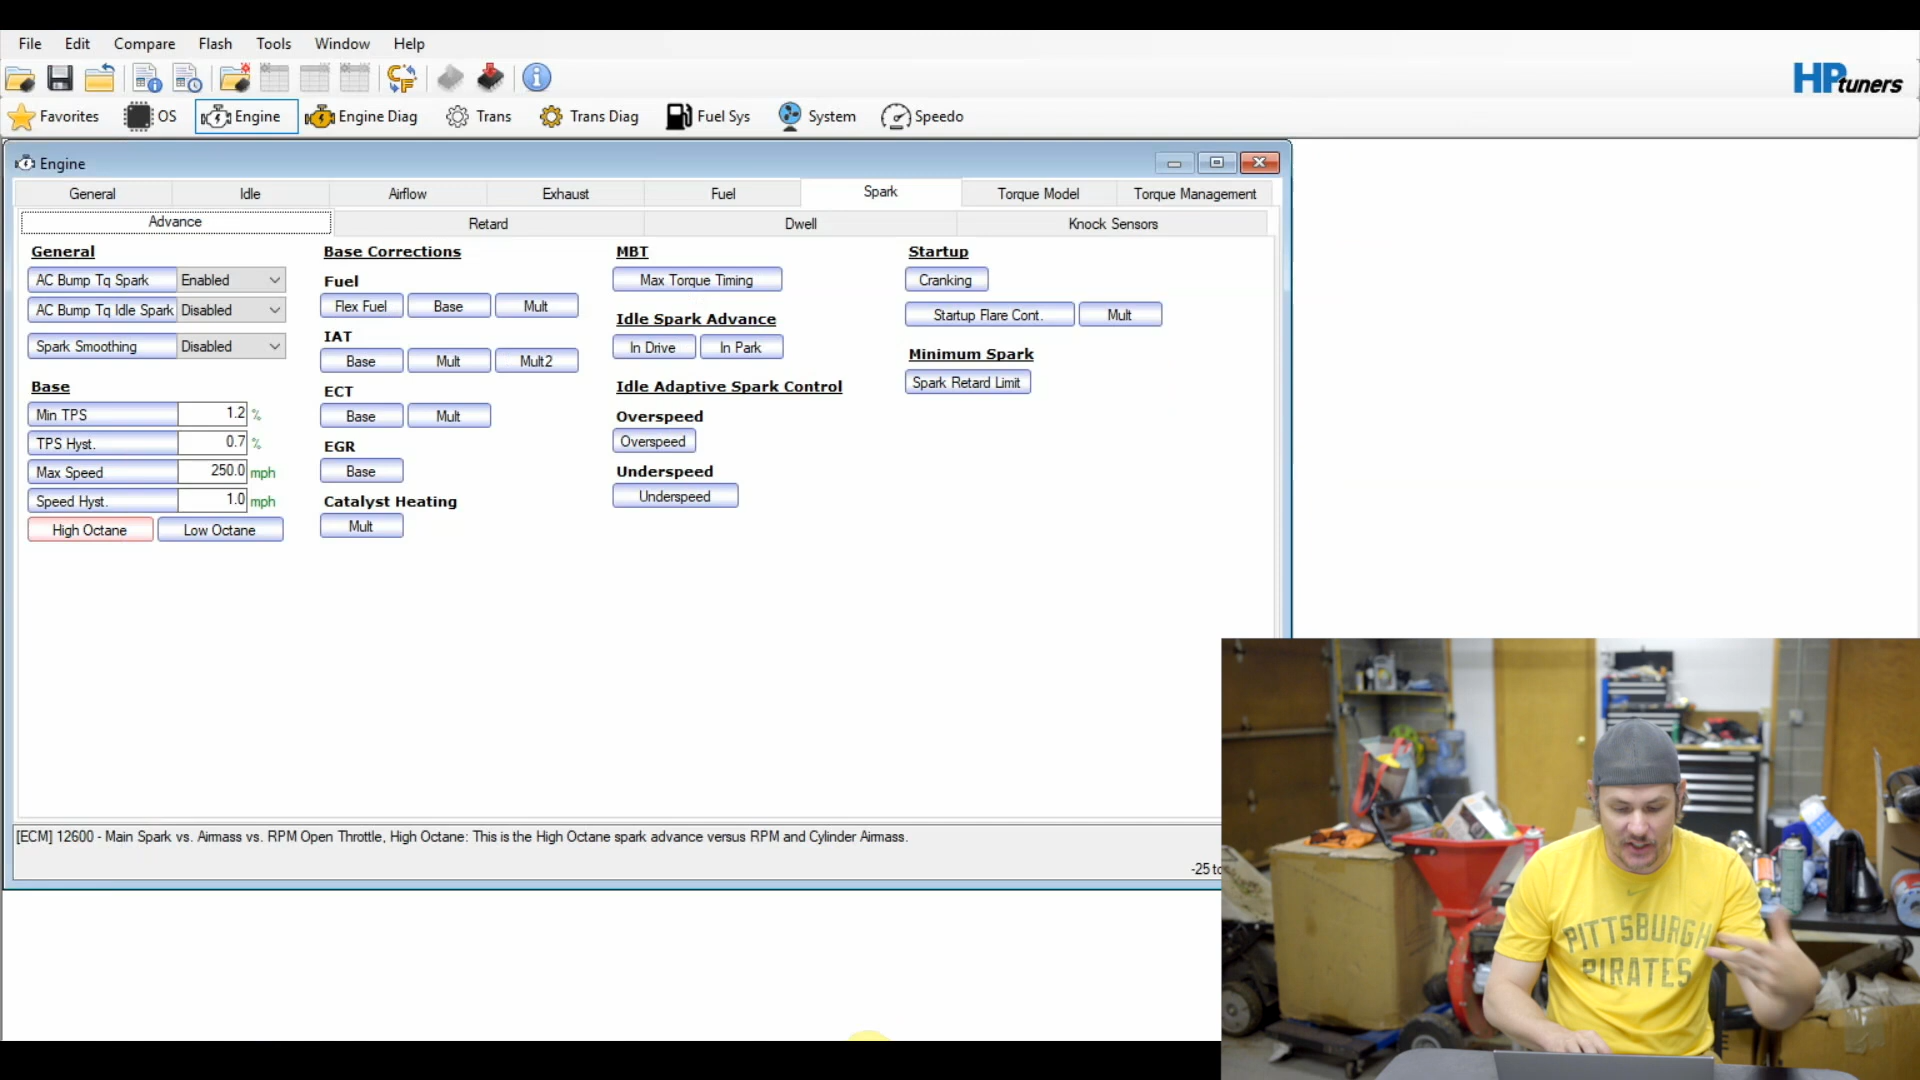 File Edit Compare Flash Tools Window Help
HPtuners
Favorites OS Engine Engine Diag Trans Trans Diag Fuel Sys System Speedo
Engine
General Idle Airflow Exhaust Fuel Spark Torque Model Torque Management
Advance Retard Dwell Knock Sensors
General
AC Bump Tq Spark Enabled
AC Bump Tq Idle Spark Disabled
Spark Smoothing Disabled
Base
Min TPS 1.2 %
TPS Hyst. 0.7 %
Max Speed 250.0 mph
Speed Hyst. 1.0 mph
High Octane Low Octane
Base Corrections
Fuel
Flex Fuel Base Mult
IAT
Base Mult Mult2
ECT
Base Mult
EGR
Base
Catalyst Heating
Mult
MBT
Max Torque Timing
Idle Spark Advance
In Drive In Park
Idle Adaptive Spark Control
Overspeed
Overspeed
Underspeed
Underspeed
Startup
Cranking
Startup Flare Cont. Mult
Minimum Spark
Spark Retard Limit
[ECM] 12600 - Main Spark vs. Airmass vs. RPM Open Throttle, High Octane: This is the High Octane spark advance versus RPM and Cylinder Airmass.
-25 to
PITTSBURGH
PIRATES